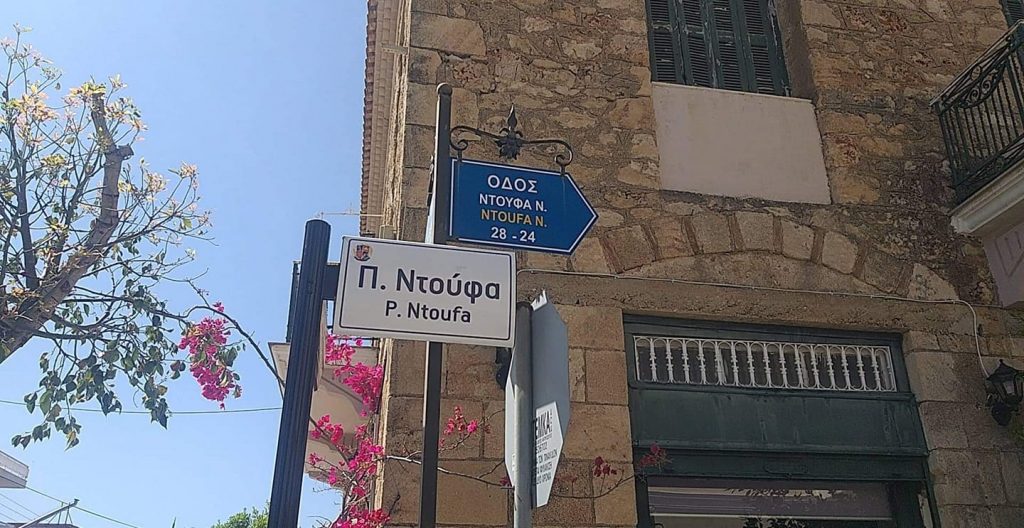 ΟΔΟΣ
ΝΤΟΥΦΑ Ν.
NTOUFA N.
28 - 24
Π. Ντούφα
P. Ntoufa